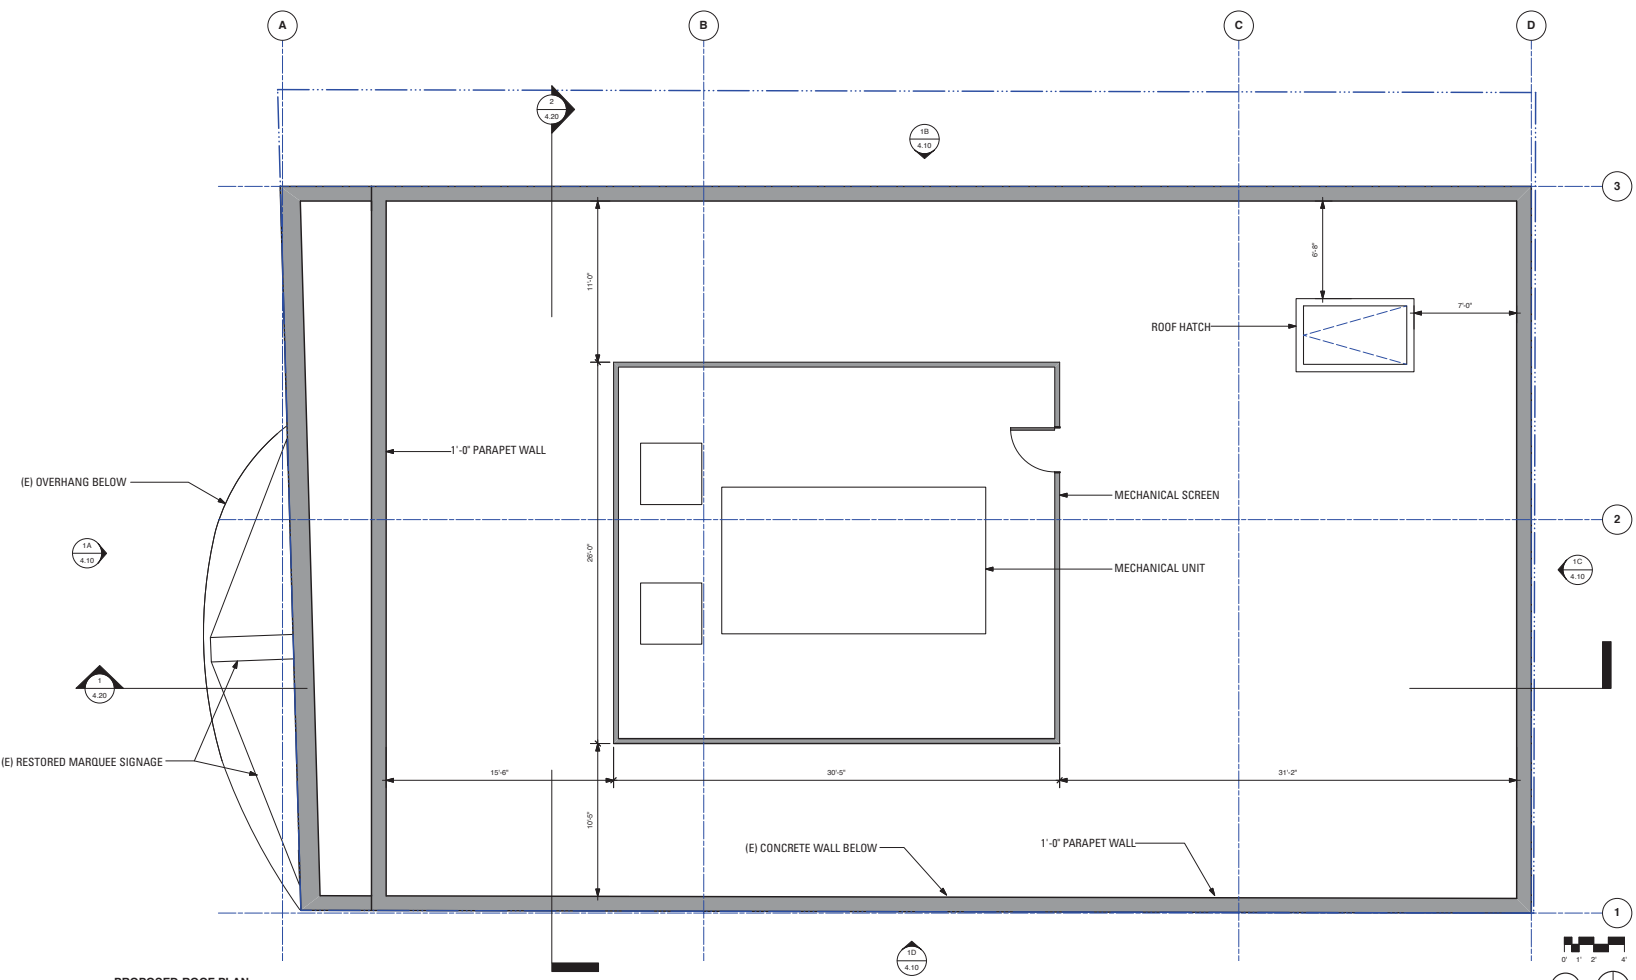 A
B
C
D
2
4.20
1B
4.10
3
11'-0"
6'-8"
7'-0"
ROOF HATCH
1'-0" PARAPET WALL
(E) OVERHANG BELOW
MECHANICAL SCREEN
2
1A
4.10
26'-0"
MECHANICAL UNIT
1C
4.10
1
4.20
(E) RESTORED MARQUEE SIGNAGE
15'-6"
30'-5"
31'-2"
10'-5"
(E) CONCRETE WALL BELOW
1'-0" PARAPET WALL
1
1D
4.10
0' 1' 2' 4'
PROPOSED ROOF PLAN